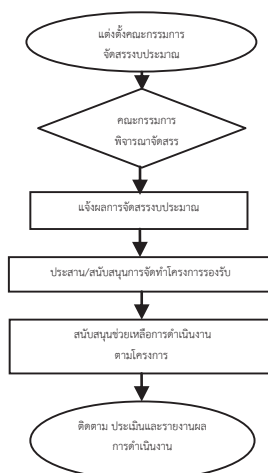 แต่งตั้งคณะกรรมการ
จัดสรรงบประมาณ
คณะกรรมการ
พิจารณาจัดสรร
แจ้งผลการจัดสรรงบประมาณ
ประสาน/สนับสนุนการจัดทำโครงการรองรับ
สนับสนุนช่วยเหลือการดำเนินงาน
ตามโครงการ
ติดตาม ประเมินและรายงานผล
การดำเนินงาน